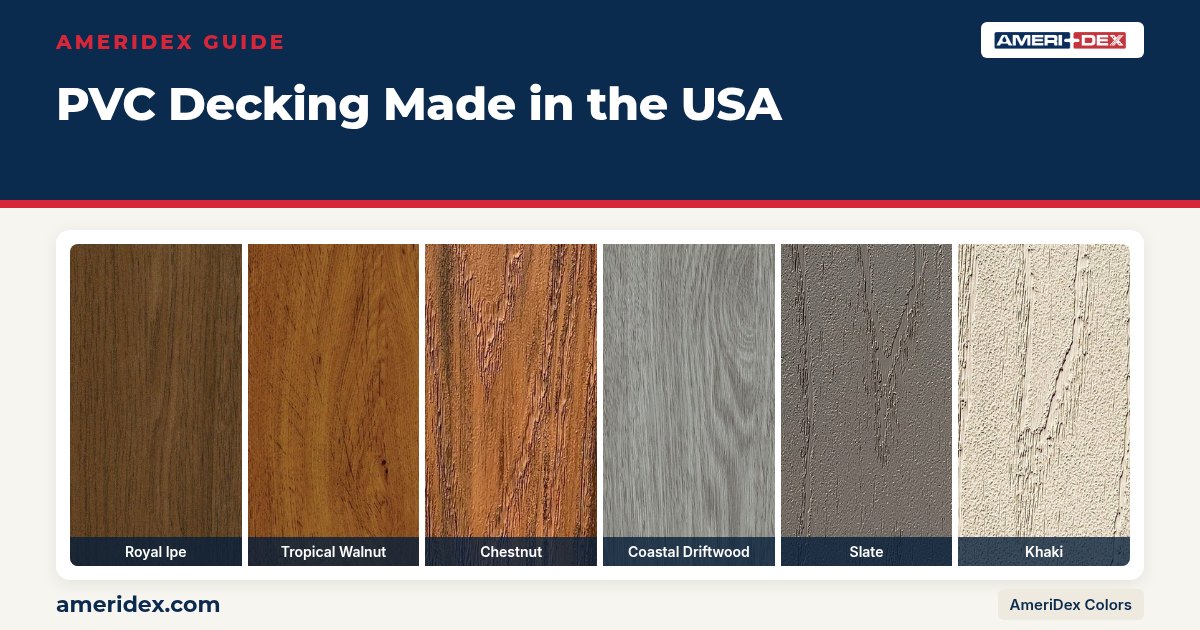 AMERIDEX GUIDE
AMERI-DEX
PVC Decking Made in the USA
Royal Ipe
Tropical Walnut
Chestnut
Coastal Driftwood
Slate
Khaki
ameridex.com
AmeriDex Colors